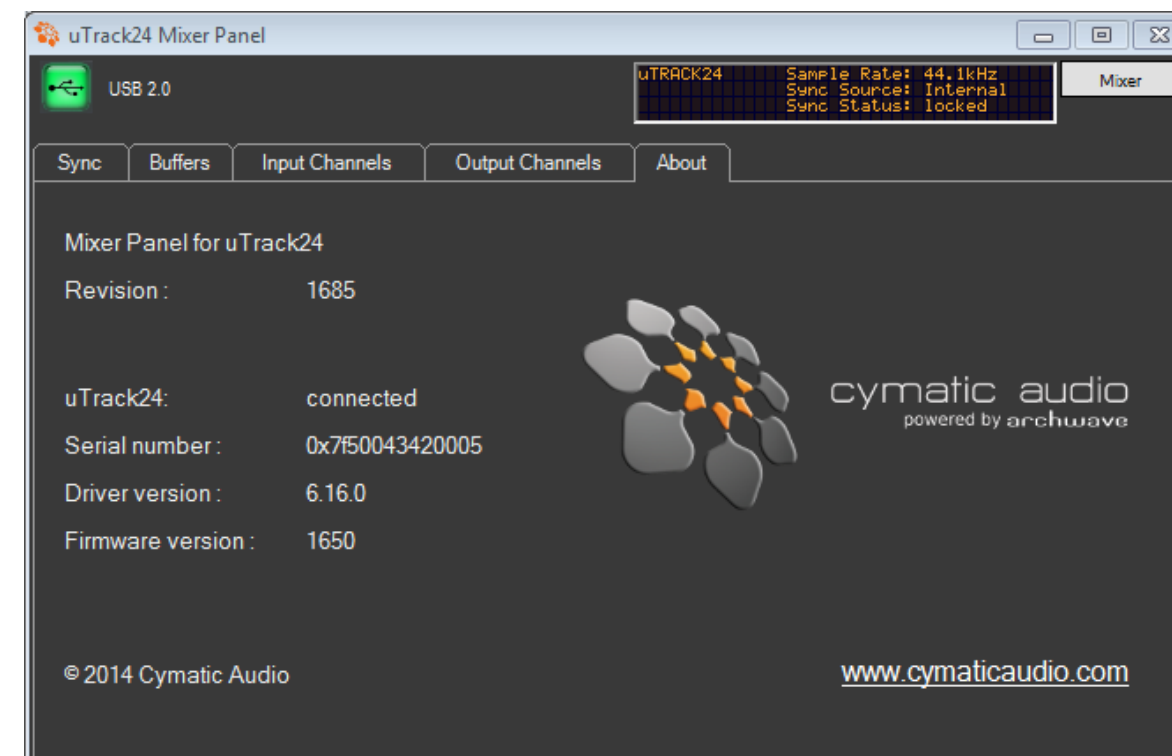 uTrack24 Mixer Panel
USB 2.0
uTRACK24 Sample Rate: 44.1kHz
Sync Source: Internal
Sync Status: locked
Mixer
Sync Buffers Input Channels Output Channels About
Mixer Panel for uTrack24
Revision : 1685
uTrack24: connected
Serial number : 0x7f50043420005
Driver version : 6.16.0
Firmware version : 1650
cymatic audio
powered by archwave
© 2014 Cymatic Audio
www.cymaticaudio.com